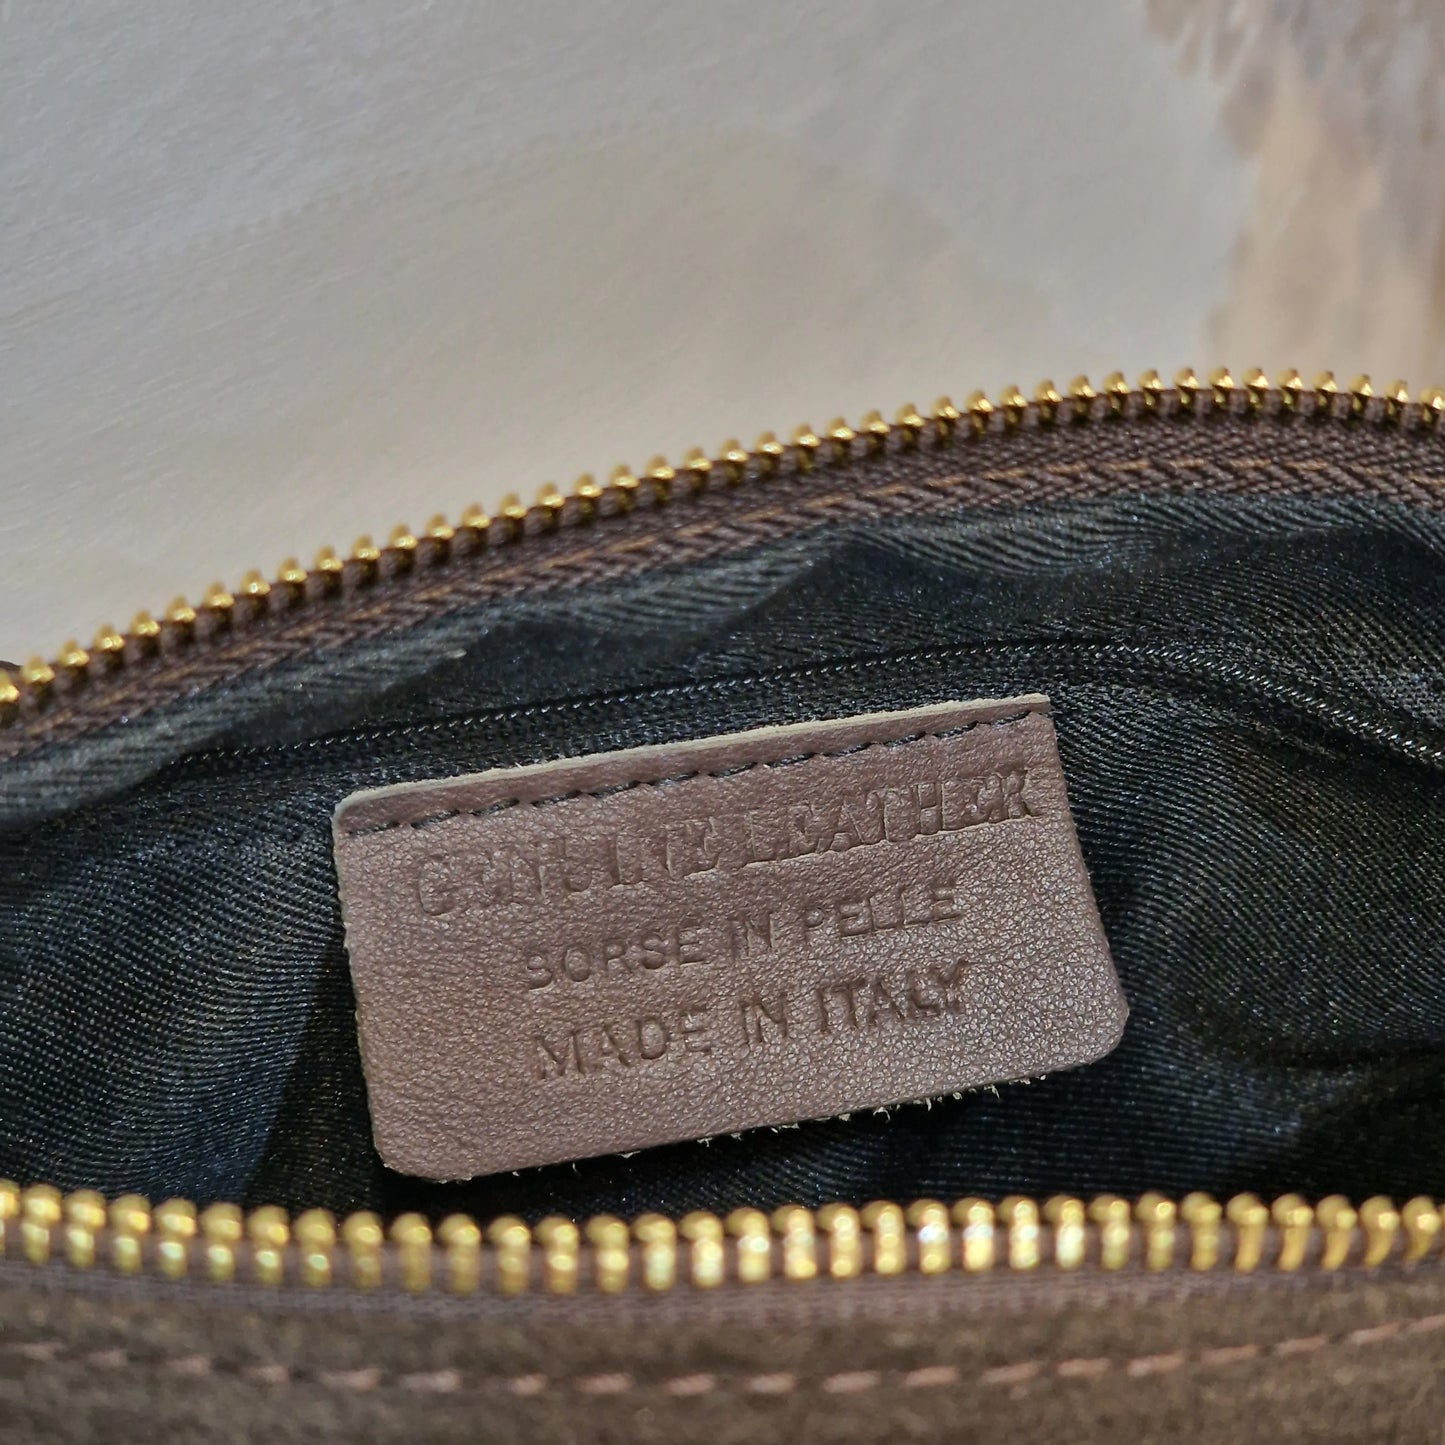 GENUINE LEATHER
BORSE IN PELLE
MADE IN ITALY